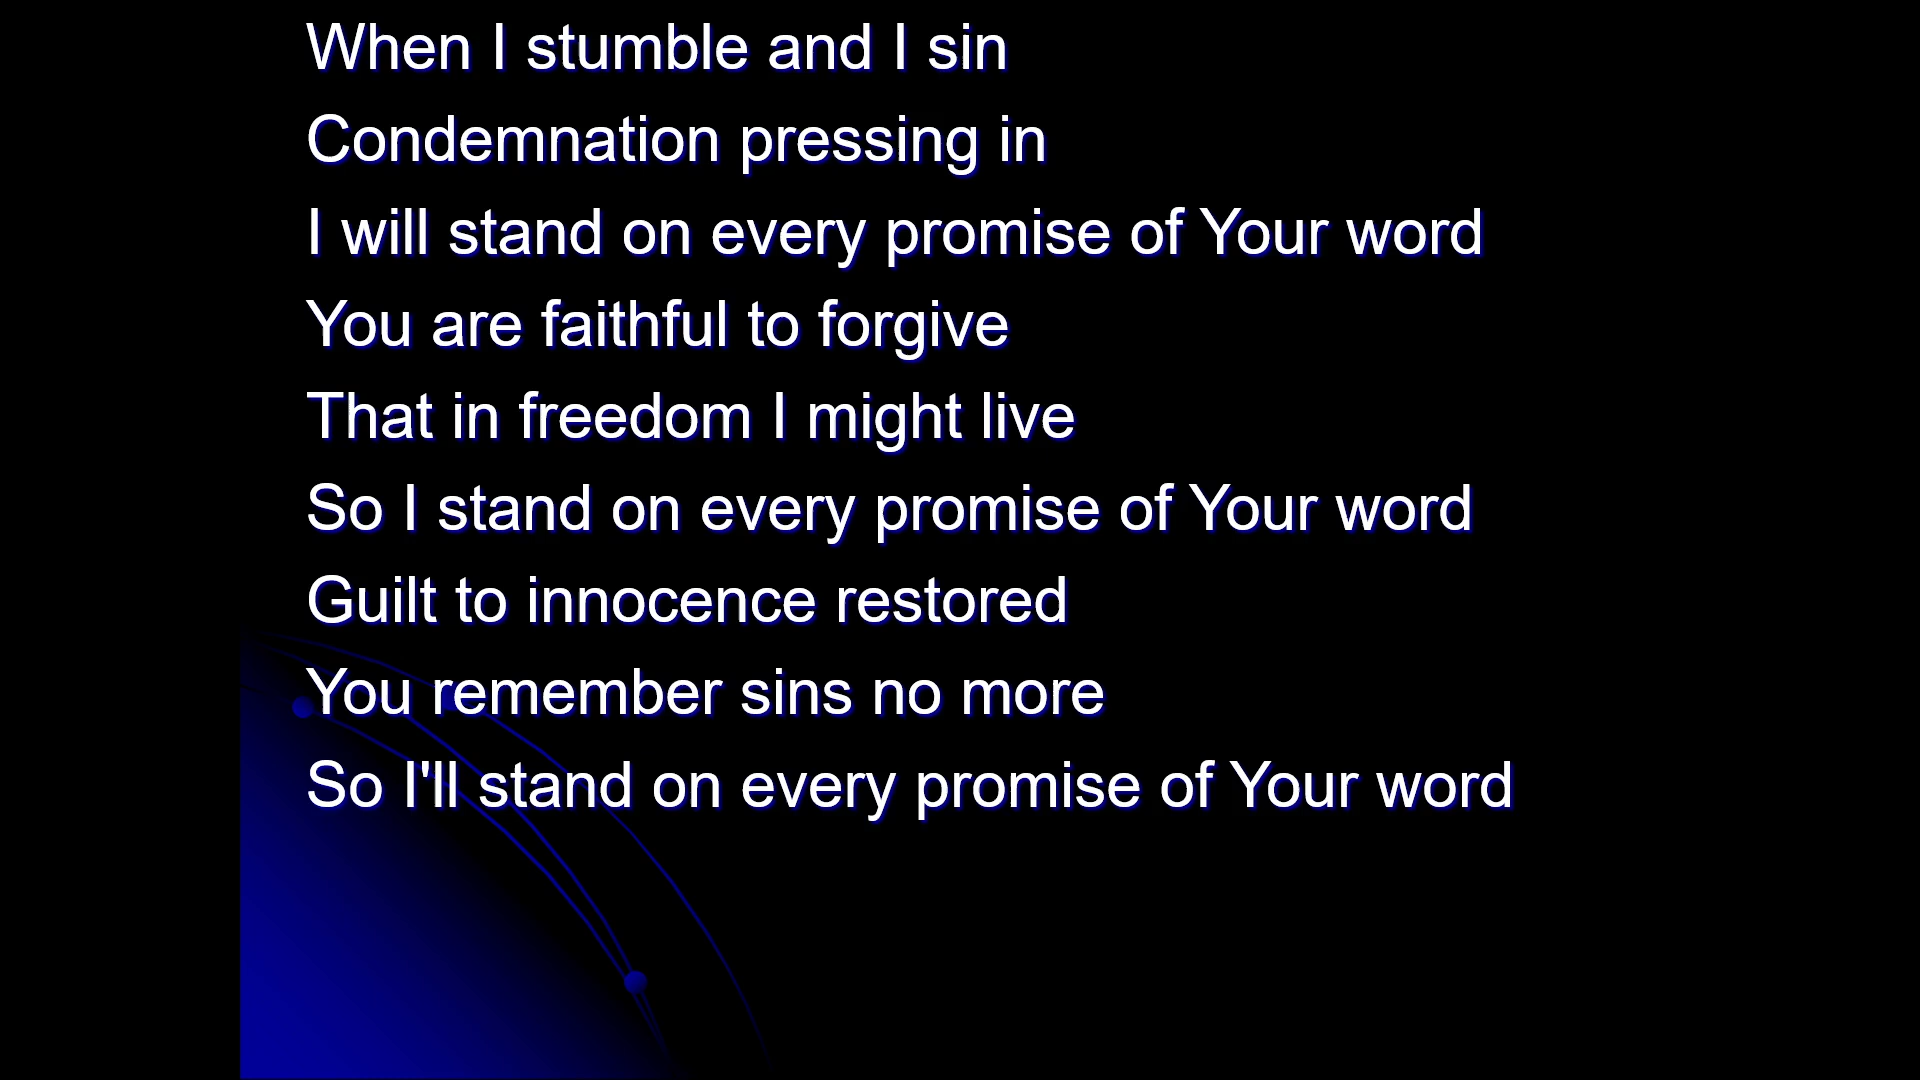 When I stumble and I sin
Condemnation pressing in
I will stand on every promise of Your word
You are faithful to forgive
That in freedom I might live
So I stand on every promise of Your word
Guilt to innocence restored
You remember sins no more
So I'll stand on every promise of Your word